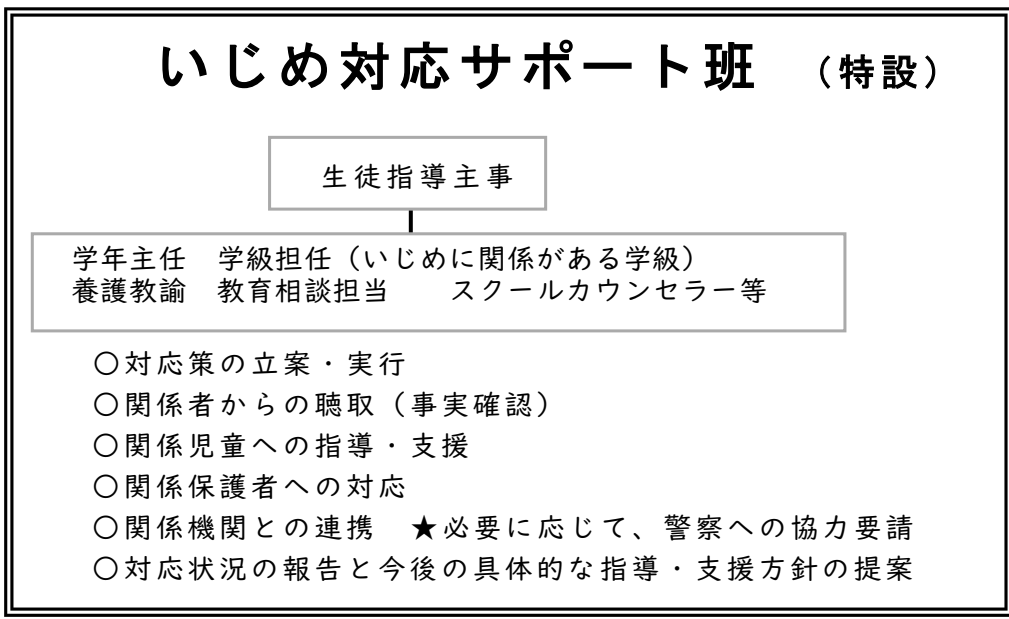 いじめ対応サポート班 （特設）
生徒指導主事
学年主任　学級担任（いじめに関係がある学級）
養護教諭　教育相談担当　　スクールカウンセラー等
〇対応策の立案・実行
〇関係者からの聴取（事実確認）
〇関係児童への指導・支援
〇関係保護者への対応
〇関係機関との連携　★必要に応じて、警察への協力要請
〇対応状況の報告と今後の具体的な指導・支援方針の提案